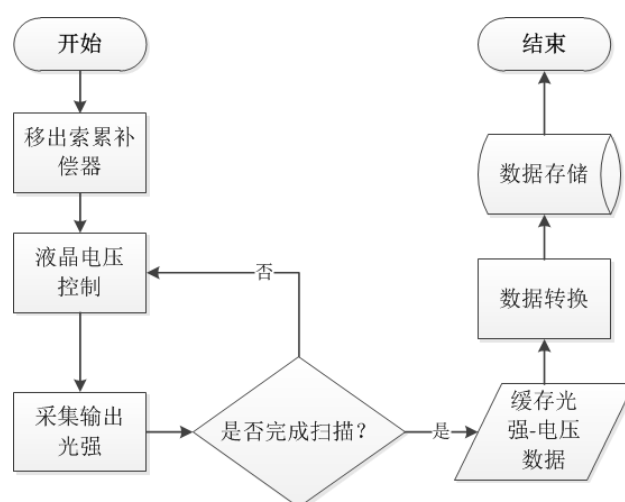 开始
移出索累补
偿器
液晶电压
控制
采集输出
光强
否
是否完成扫描？
是
缓存光
强-电压
数据
数据转换
数据存储
结束